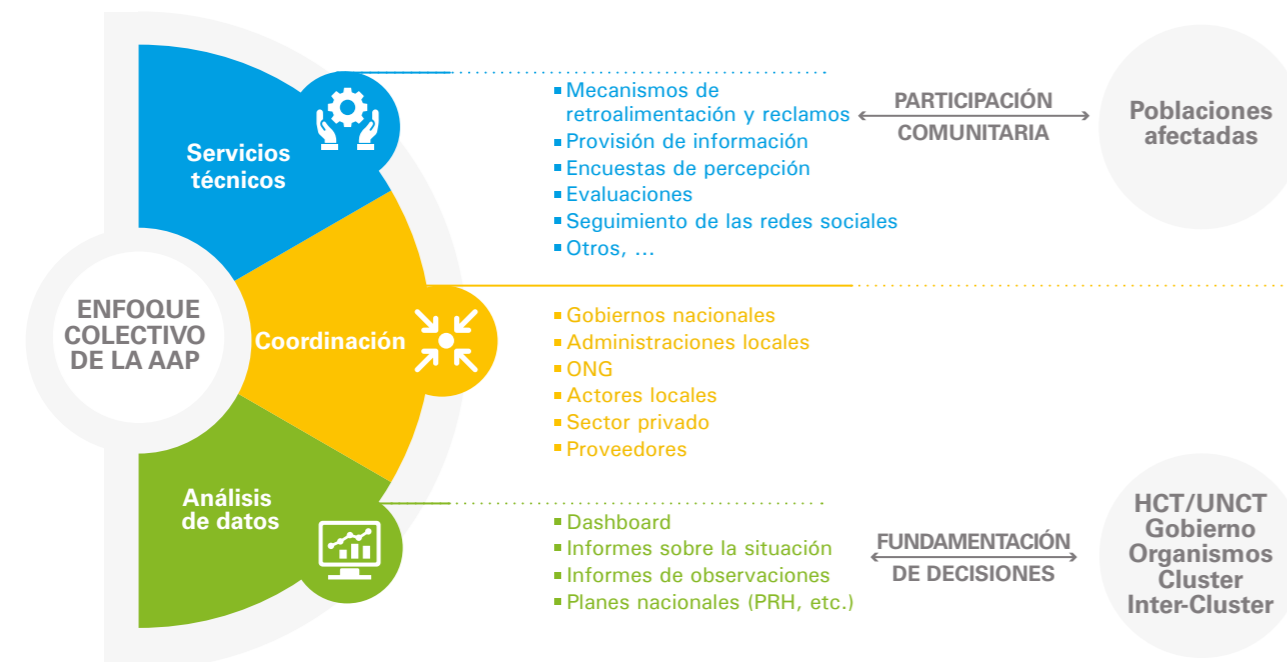 Servicios
técnicos
Mecanismos de
retroalimentación y reclamos
Provisión de información
Encuestas de percepción
Evaluaciones
Seguimiento de las redes sociales
Otros, ...
PARTICIPACIÓN
COMUNITARIA
Poblaciones
afectadas
ENFOQUE
COLECTIVO
DE LA AAP
Coordinación
Gobiernos nacionales
Administraciones locales
ONG
Actores locales
Sector privado
Proveedores
Análisis
de datos
Dashboard
Informes sobre la situación
Informes de observaciones
Planes nacionales (PRH, etc.)
FUNDAMENTACIÓN
DE DECISIONES
HCT/UNCT
Gobierno
Organismos
Cluster
Inter-Cluster